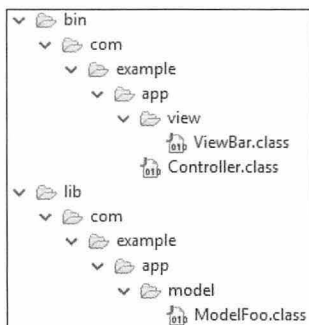 bin
com
example
app
view
ViewBar.class
Controller.class
lib
com
example
app
model
ModelFoo.class